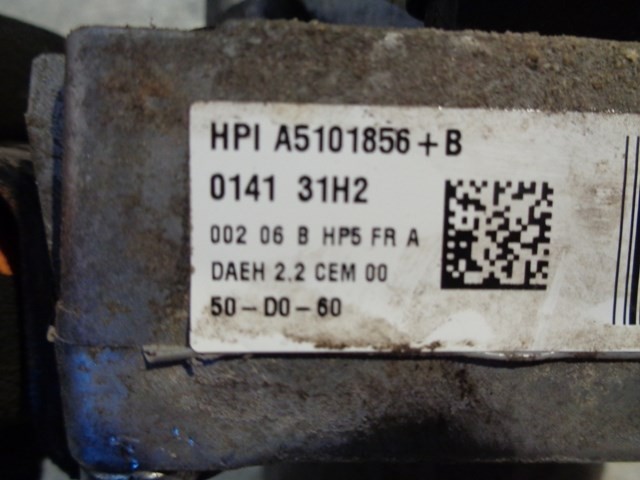 HPI A5101856+B
0141 31H2
002 06 B HP5 FR A
DAEH 2.2 CEM 00
50-D0-60